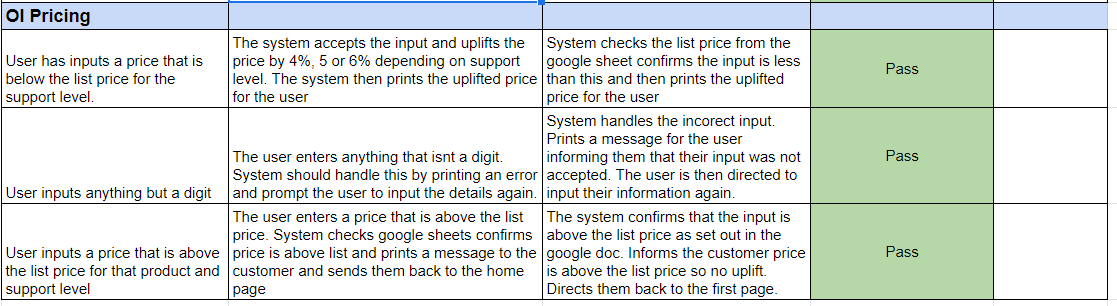 OI Pricing
User has inputs a price that is
below the list price for the
support level.
The system accepts the input and uplifts the
price by 4%, 5 or 6% depending on support
level. The system then prints the uplifted price
for the user
System checks the list price from the
google sheet confirms the input is less
than this and then prints the uplifted
price for the user
Pass
User inputs anything but a digit
The user enters anything that isnt a digit.
System should handle this by printing an error
and prompt the user to input the details again.
System handles the incorect input.
Prints a message for the user
informing them that their input was not
accepted. The user is then directed to
input their information again.
Pass
User inputs a price that is above
the list price for that product and
support level
The user enters a price that is above the list
price. System checks google sheets confirms
price is above list and prints a message to the
customer and sends them back to the home
page
The system confirms that the input is
above the list price as set out in the
google doc. Informs the customer price
is above the list price so no uplift.
Directs them back to the first page.
Pass